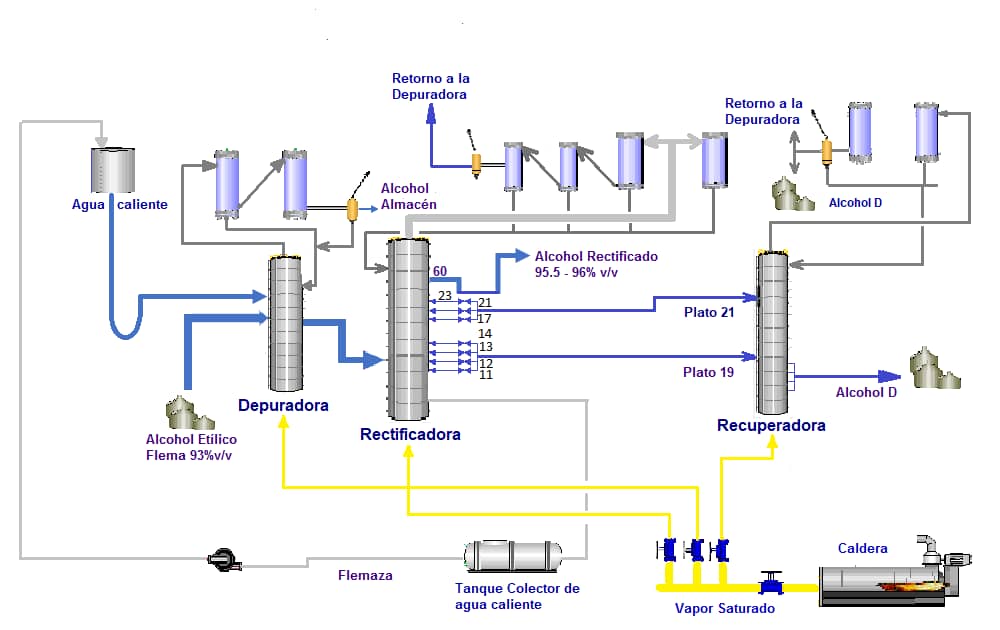 Retorno a la
Depuradora
Retorno a la
Depuradora
Agua caliente
Alcohol
Almacén
Alcohol D
60
Alcohol Rectificado
95.5 - 96% v/v
23
21
17
Plato 21
14
13
12
11
Plato 19
Alcohol D
Depuradora
Rectificadora
Recuperadora
Alcohol Etílico
Flema 93%v/v
Caldera
Flemaza
Tanque Colector de
agua caliente
Vapor Saturado